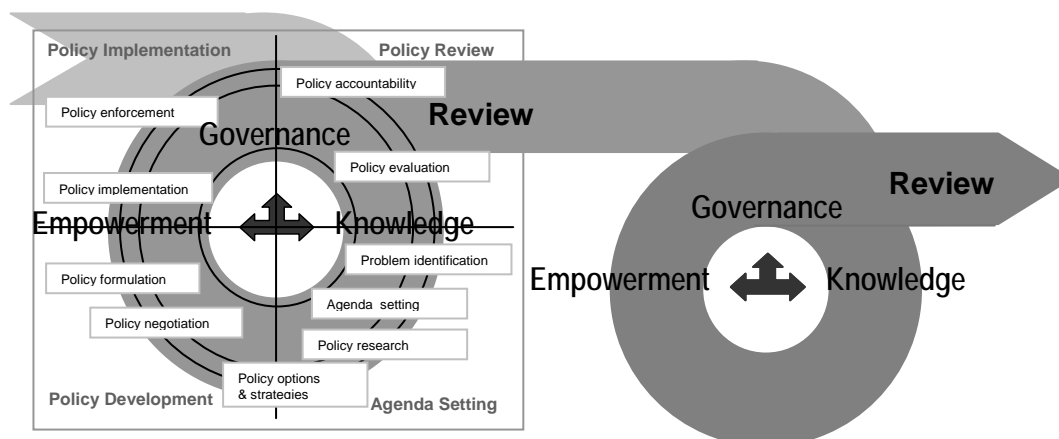 Policy Implementation
Policy Review
Policy accountability
Policy enforcement
Review
Governance
Policy evaluation
Policy implementation
Empowerment
Knowledge
Problem identification
Policy formulation
Agenda setting
Policy negotiation
Policy research
Policy options
& strategies
Policy Development
Agenda Setting
Review
Governance
Empowerment
Knowledge